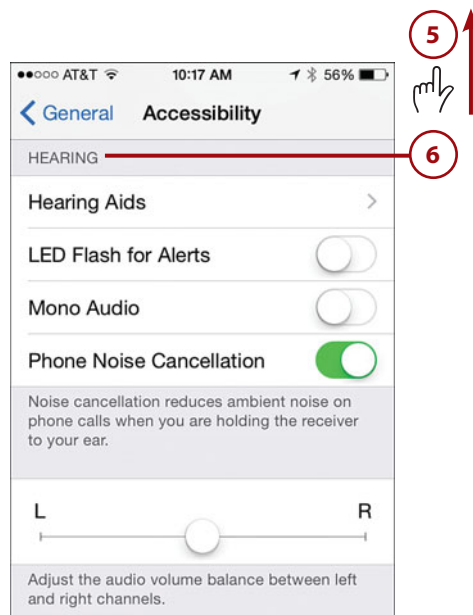 5
AT&T 10:17 AM 56%
General Accessibility
HEARING
6
Hearing Aids
LED Flash for Alerts
Mono Audio
Phone Noise Cancellation
Noise cancellation reduces ambient noise on
phone calls when you are holding the receiver
to your ear.
L R
Adjust the audio volume balance between left
and right channels.